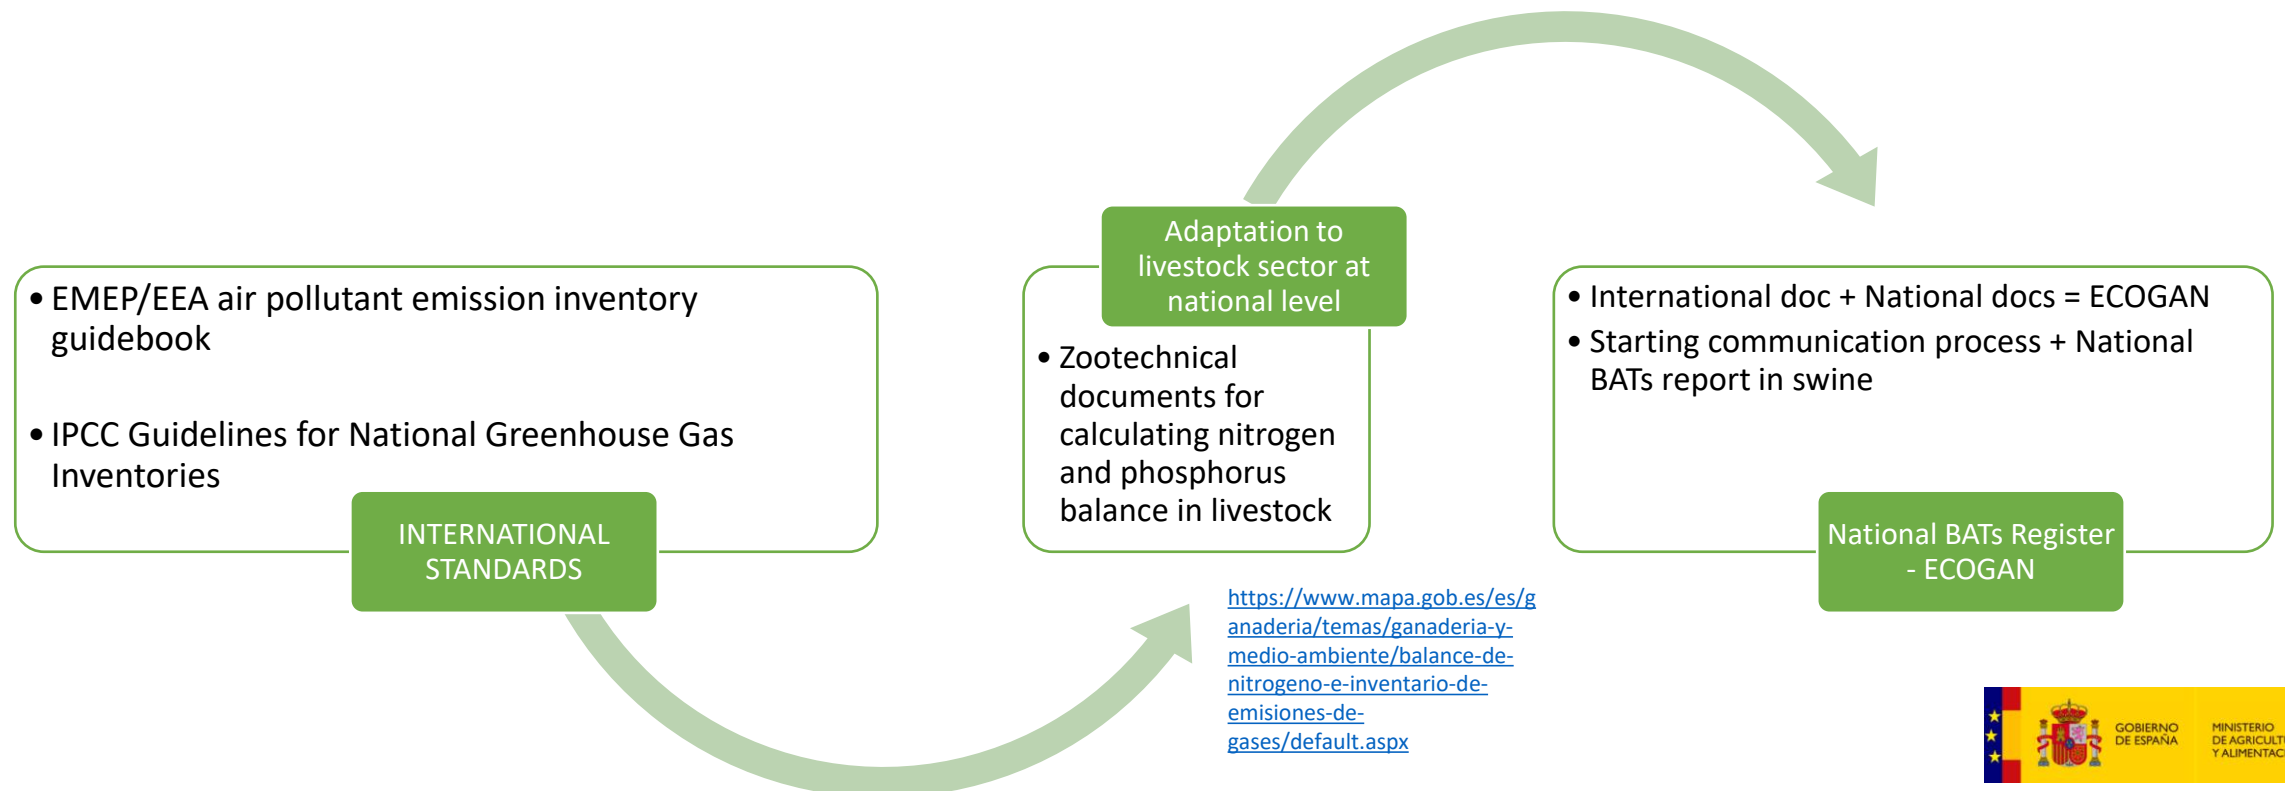 • EMEP/EEA air pollutant emission inventory
guidebook
• IPCC Guidelines for National Greenhouse Gas
Inventories
INTERNATIONAL
STANDARDS
Adaptation to
livestock sector at
national level
• Zootechnical
documents for
calculating nitrogen
and phosphorus
balance in livestock
https://www.mapa.gob.es/es/g
anaderia/temas/ganaderia-y-
medio-ambiente/balance-de-
nitrogeno-e-inventario-de-
emisiones-de-
gases/default.aspx
• International doc + National docs = ECOGAN
• Starting communication process + National
BATs report in swine
National BATs Register
- ECOGAN
GOBIERNO
DE ESPAÑA
MINISTERIO
DE AGRICULTU
Y ALIMENTAC